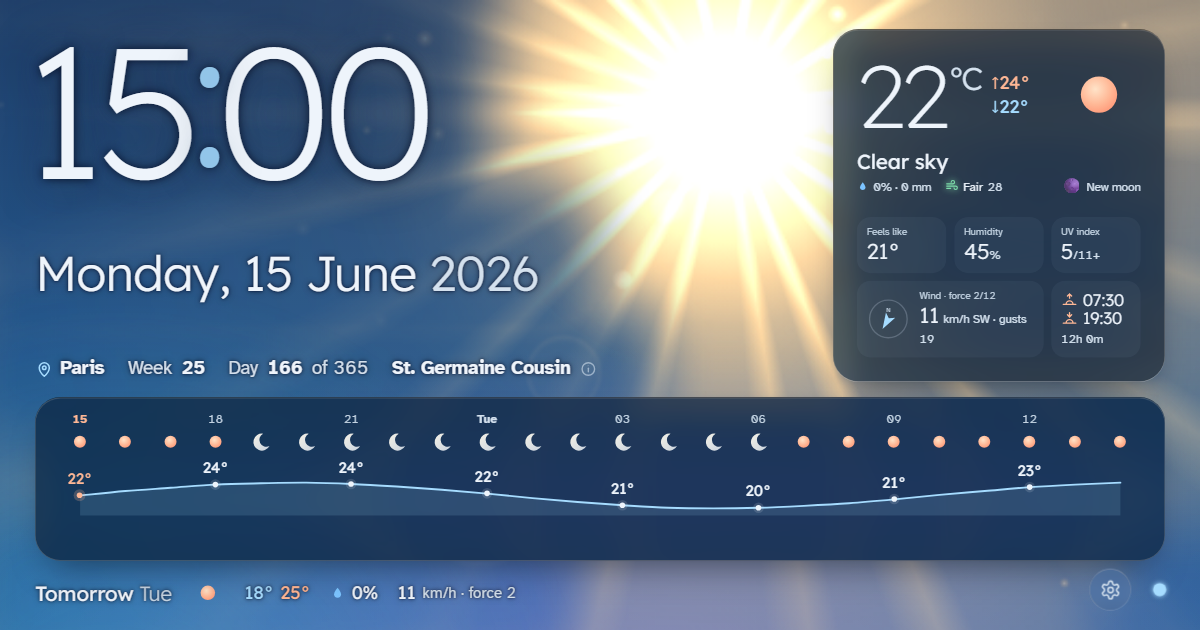 15:00
Monday, 15 June 2026
Paris Week 25 Day 166 of 365 St. Germaine Cousin
22°C ↑24° ↓22°
Clear sky
0% · 0 mm Fair 28 New moon
Feels like Humidity UV index
21° 45% 5/11+
Wind · force 2/12
N
11 km/h SW · gusts
19
07:30
19:30
12h 0m
15 18 21 Tue 03 06 09 12
22° 24° 24° 22° 21° 20° 21° 23°
Tomorrow Tue 18° 25° 0% 11 km/h · force 2